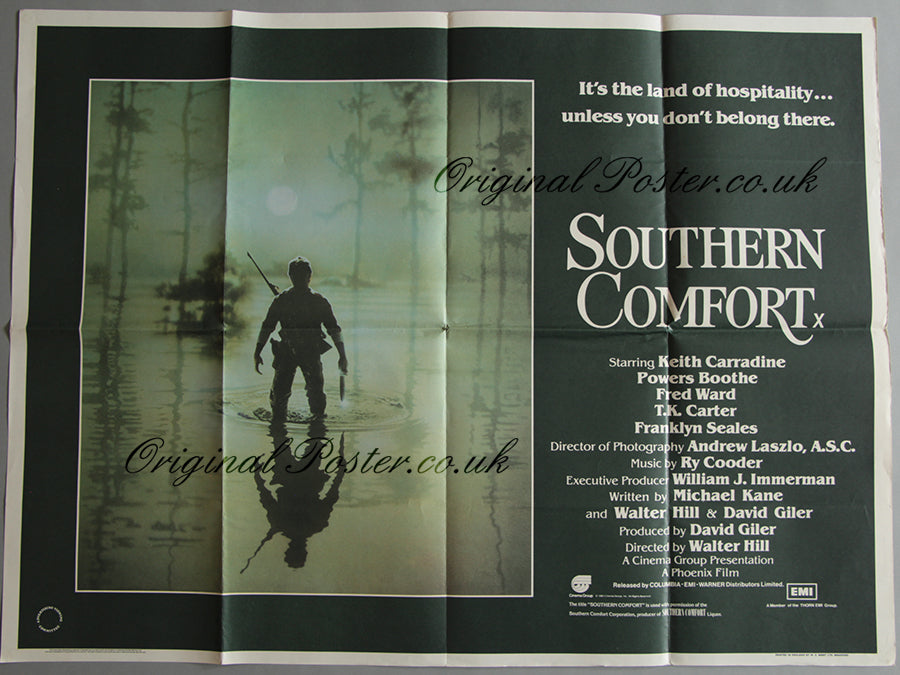 It's the land of hospitality...
unless you don't belong there.
Original Poster.co.uk
SOUTHERN
COMFORT X
Starring Keith Carradine
Powers Boothe
Fred Ward
T.K. Carter
Franklyn Seales
Director of Photography Andrew Laszlo, A.S.C.
Music by Ry Cooder
Original Poster.co.uk
Executive Producer William J. Immerman
Written by Michael Kane
and Walter Hill & David Giler
Produced by David Giler
Directed by Walter Hill
A Cinema Group Presentation
A Phoenix Film
Released by COLUMBIA-EMI-WARNER Distributors Limited.
Cinema Group
EMI
A Member of the THORN EMI Group.
The title "SOUTHERN COMFORT" is used with permission of the
Southern Comfort Corporation, producer of SOUTHERN COMFORT Liqueur.